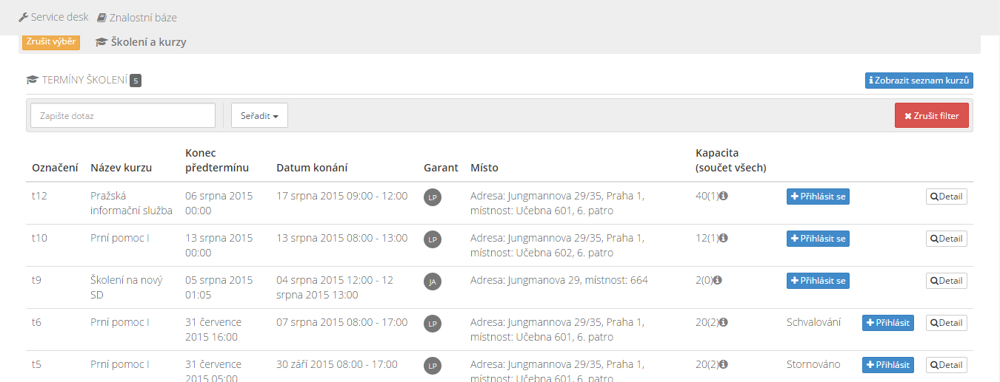 Service desk Znalostní báze
Zrušit výběr Školení a kurzy
TERMÍNY ŠKOLENÍ 5 Zobrazit seznam kurzů
Zapište dotaz Seřadit Zrušit filter
Označení Název kurzu Konec předtermínu Datum konání Garant Místo Kapacita (součet všech)
t12 Pražská informační služba 06 srpna 2015 00:00 17 srpna 2015 09:00 - 12:00 LP Adresa: Jungmannova 29/35, Praha 1, místnost: Učebna 601, 6. patro 40(1) Přihlásit se Detail
t10 Prní pomoc I 13 srpna 2015 00:00 13 srpna 2015 08:00 - 13:00 LP Adresa: Jungmannova 29/35, Praha 1, místnost: Učebna 602, 6. patro 12(1) Přihlásit se Detail
t9 Školení na nový SD 05 srpna 2015 01:05 04 srpna 2015 12:00 - 12 srpna 2015 13:00 JA Adresa: Jungmanova 29, místnost: 664 2(0) Přihlásit se Detail
t6 Prní pomoc I 31 července 2015 16:00 07 srpna 2015 08:00 - 17:00 LP Adresa: Jungmannova 29/35, Praha 1, místnost: Učebna 601, 6. patro 20(2) Schvalování Přihlásit Detail
t5 Prní pomoc I 31 července 2015 05:00 30 září 2015 08:00 - 17:00 LP Adresa: Jungmannova 29/35, Praha 1, místnost: Učebna 601, 6. patro 20(2) Stornováno Přihlásit Detail